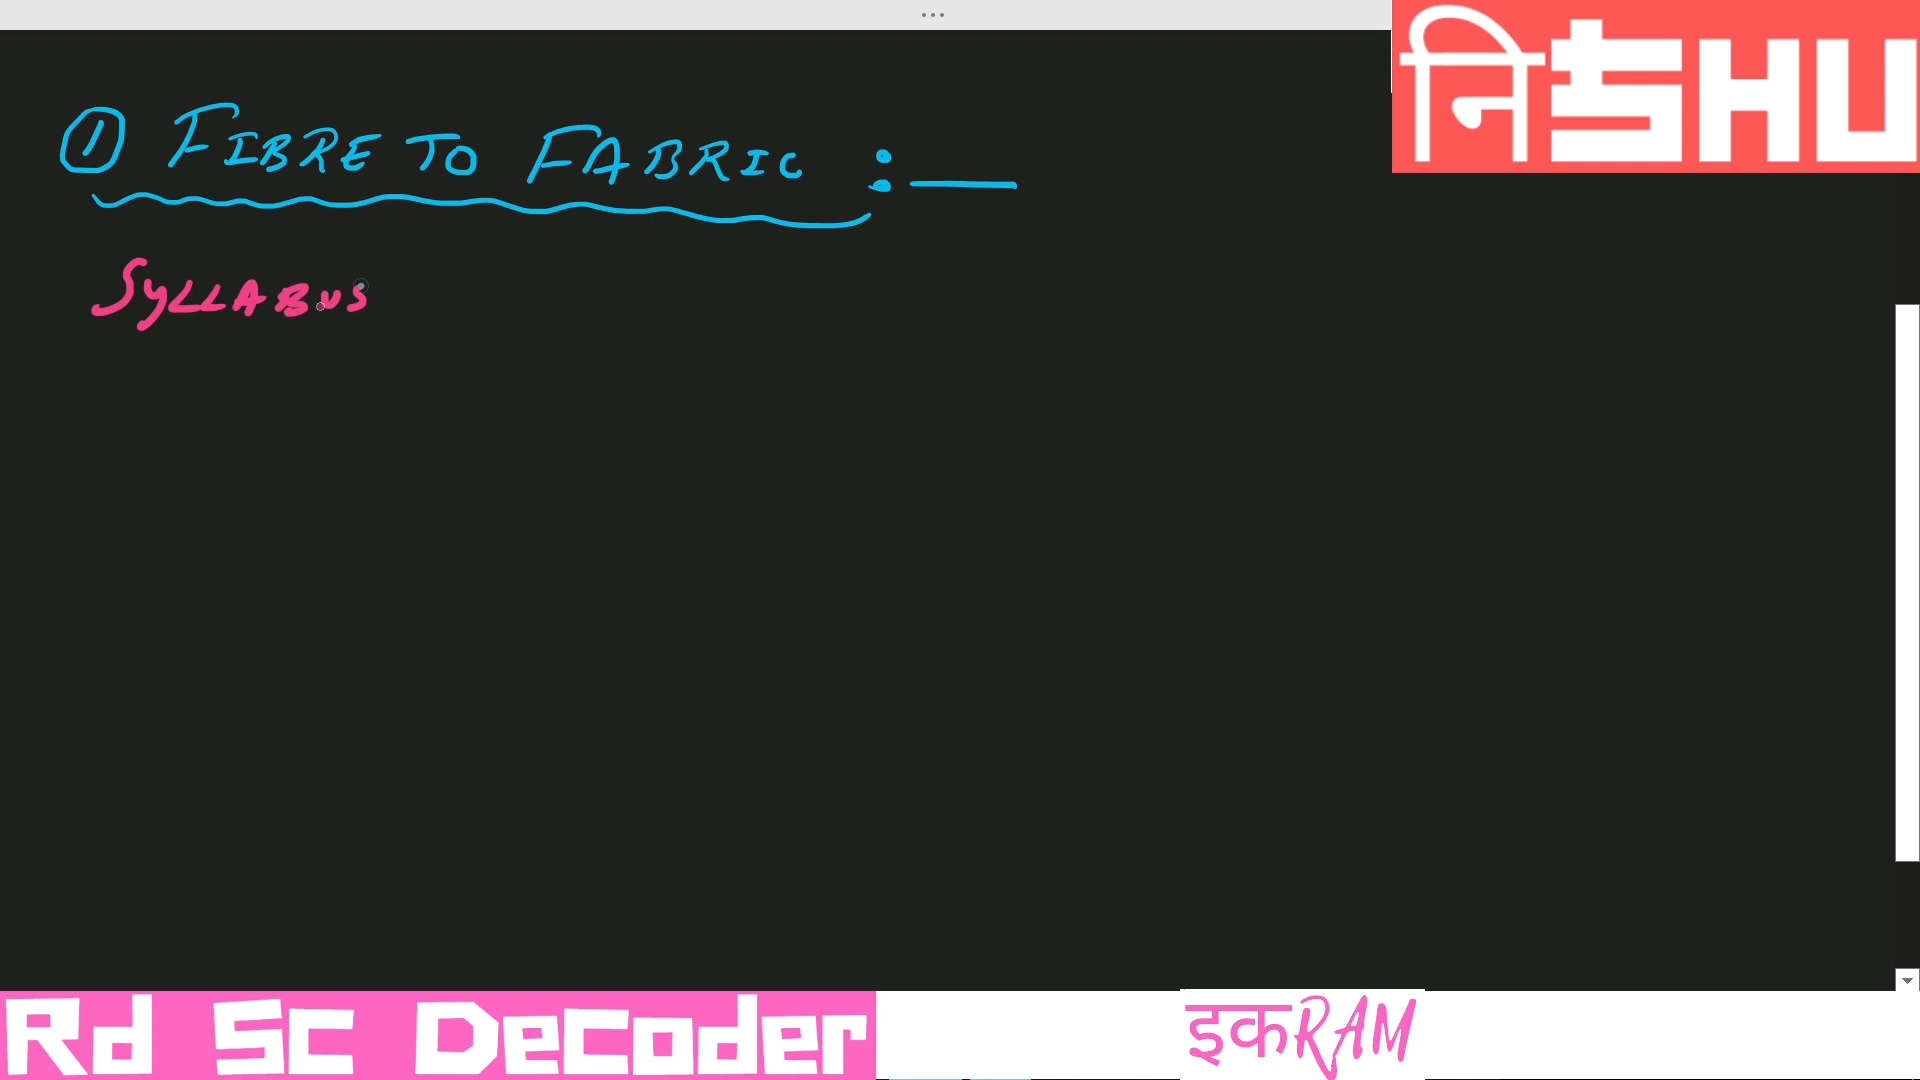 निSHU
① FIBRE TO FABRIC :—
SYLLABUS
Rd Sc Decoder
इकRAM